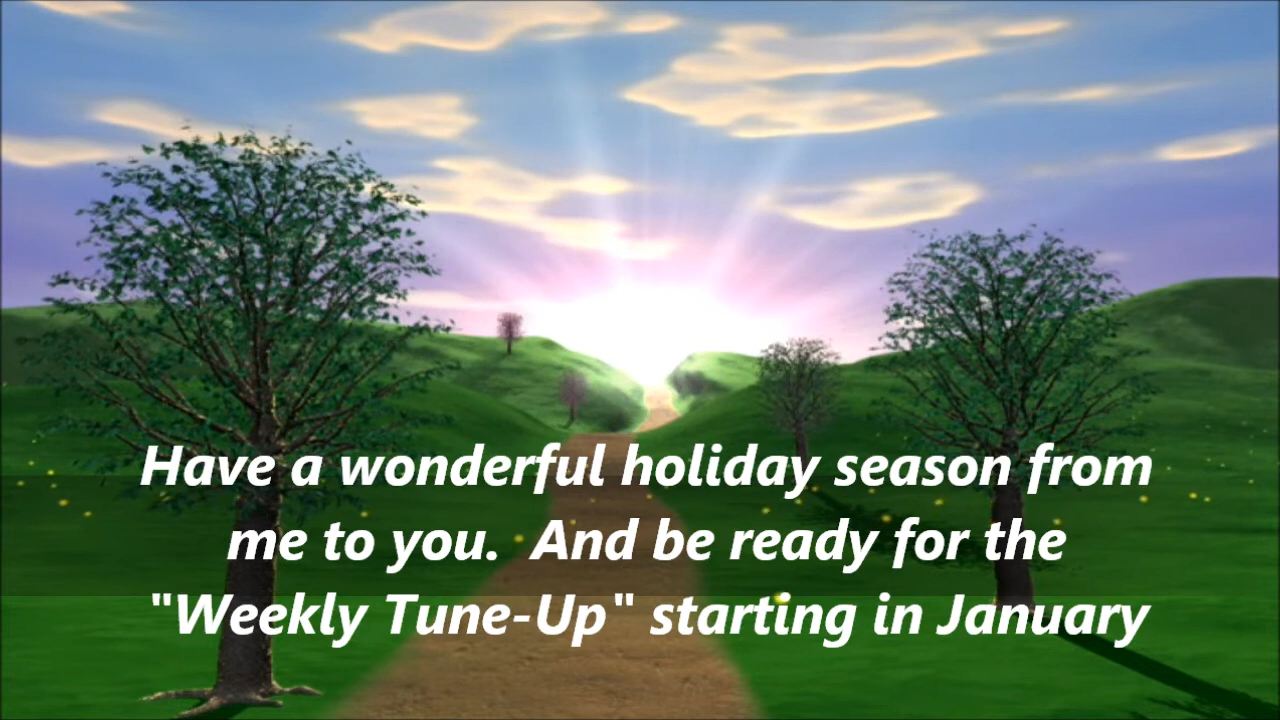 Have a wonderful holiday season from
me to you.  And be ready for the
"Weekly Tune-Up" starting in January